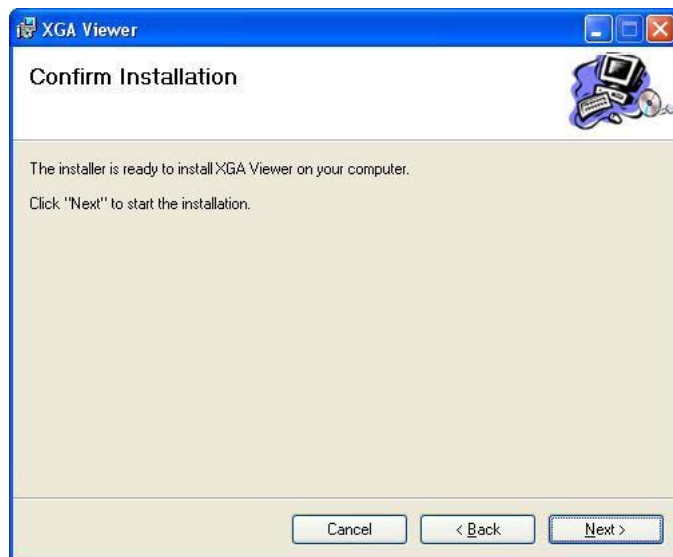 XGA Viewer
Confirm Installation
The installer is ready to install XGA Viewer on your computer.
Click "Next" to start the installation.
Cancel
< Back
Next >